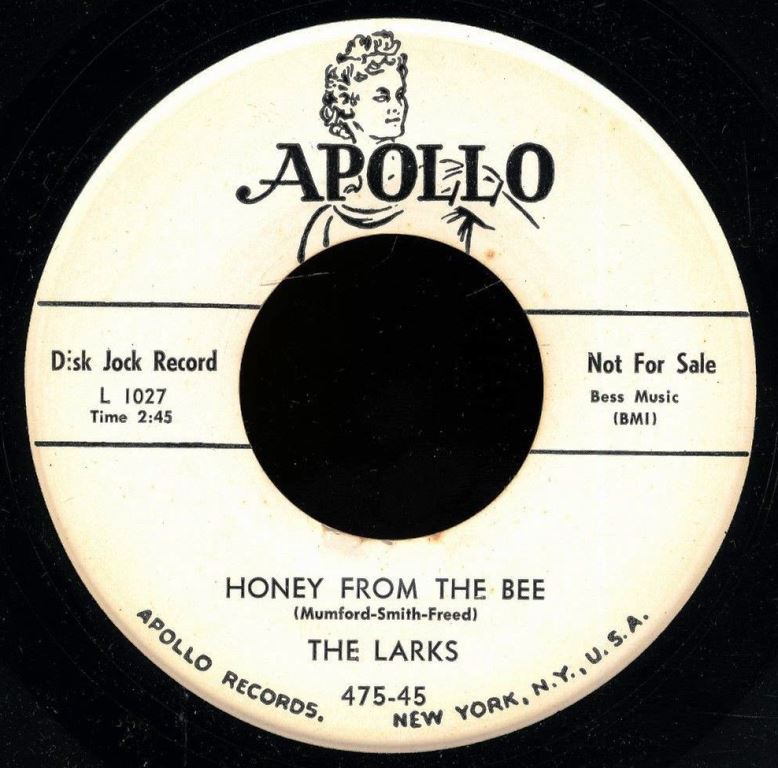 APOLLO
Disk Jock Record
L 1027
Time 2:45
Not For Sale
Bess Music
(BMI)
HONEY FROM THE BEE
(Mumford-Smith-Freed)
THE LARKS
475-45
APOLLO RECORDS. NEW YORK, N.Y., U.S.A.